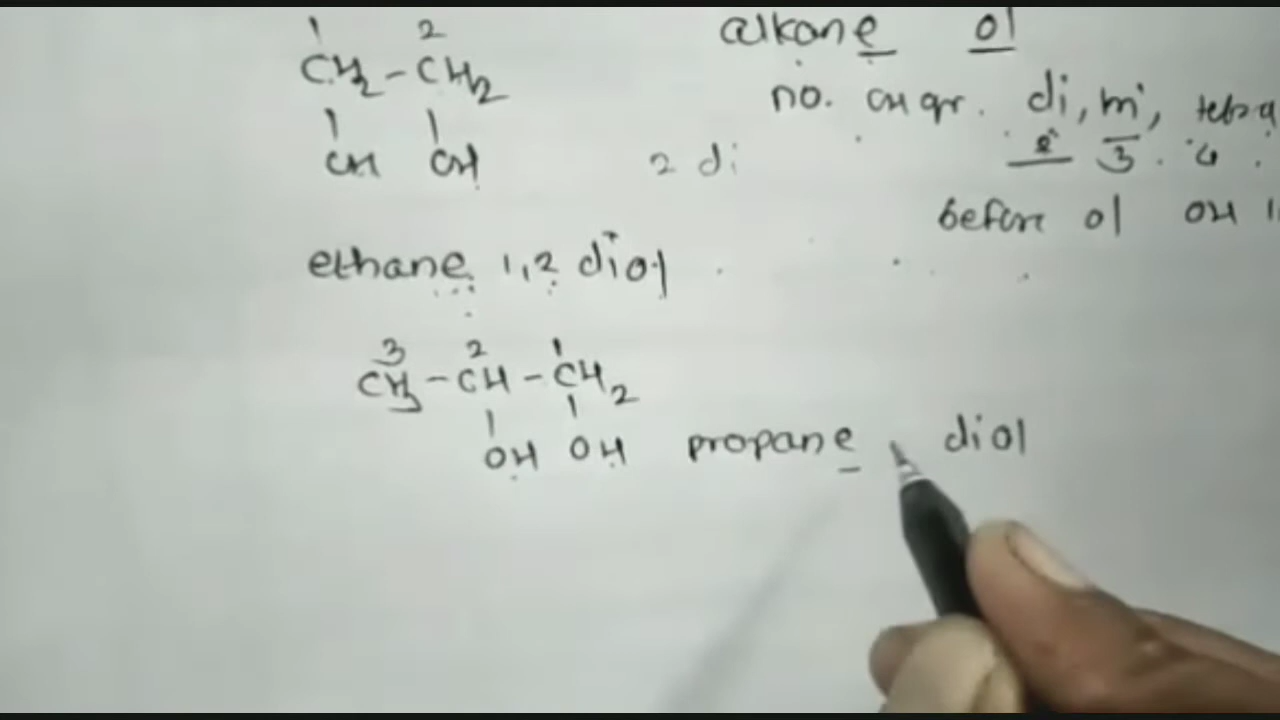 1 2
CH2 - CH2
OH OH
alkane ol
no. OH gr. di, tri, tetra
2 3 4
2 di
before ol OH
ethane 1,2 diol
3 2 1
CH3 - CH - CH2
OH OH propane diol